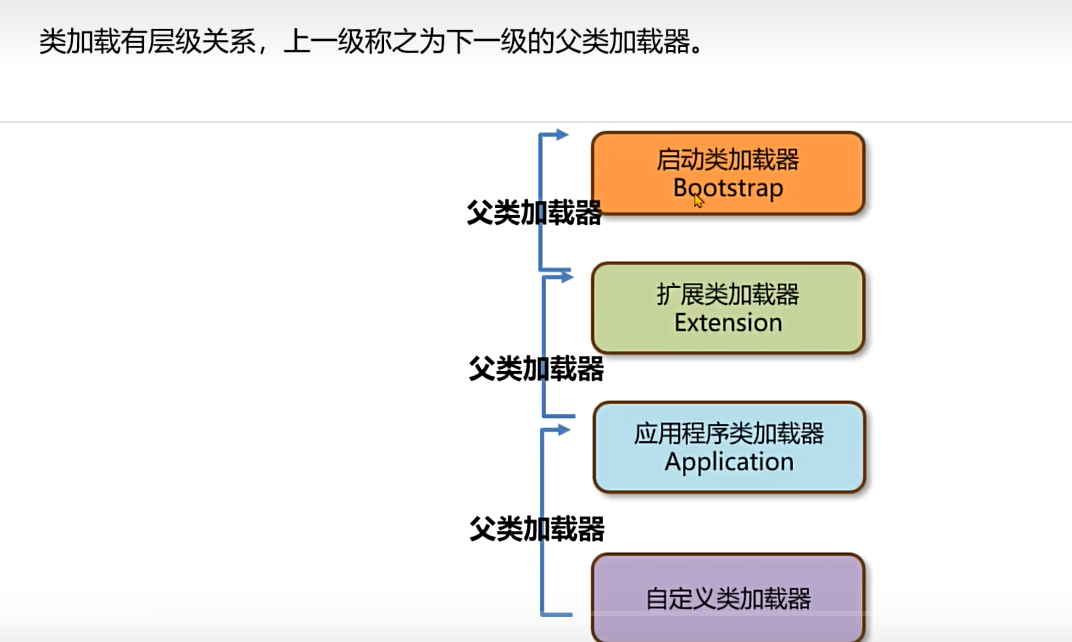 类加载有层级关系，上一级称之为下一级的父类加载器。
启动类加载器
Bootstrap
父类加载器
扩展类加载器
Extension
父类加载器
应用程序类加载器
Application
父类加载器
自定义类加载器